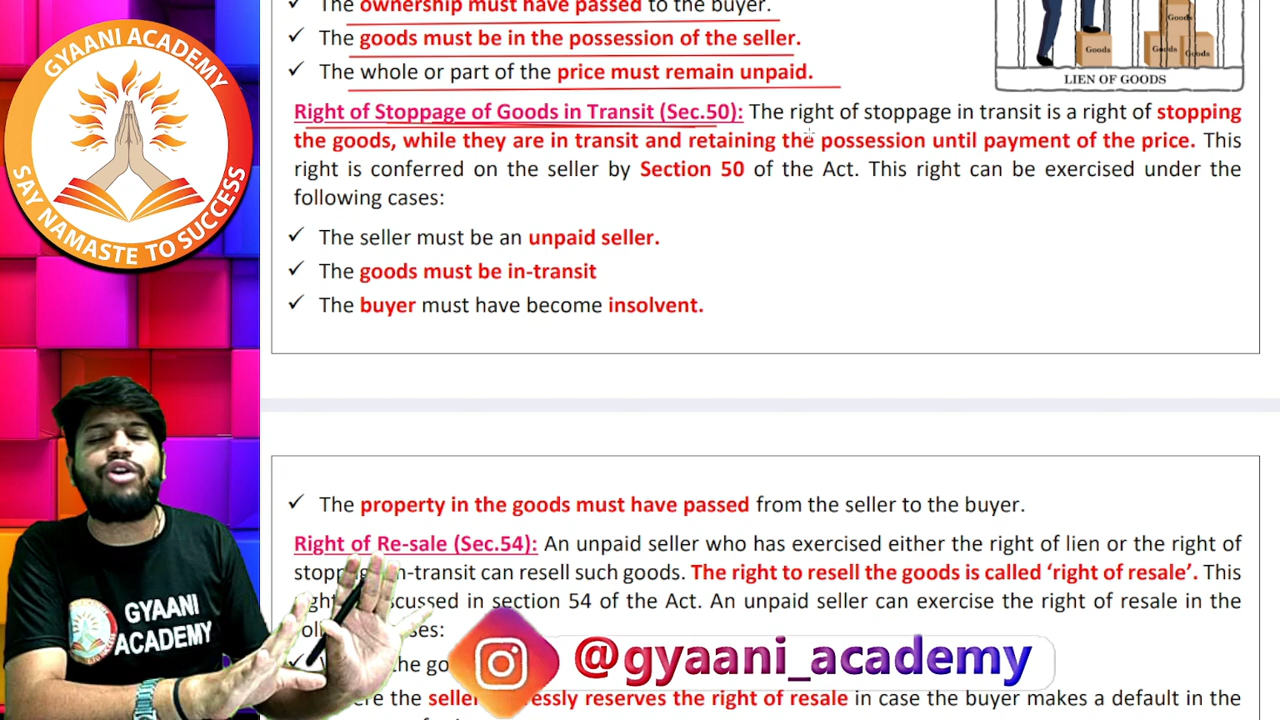 GYAANI ACADEMY
SAY NAMASTE TO SUCCESS
✓ The ownership must have passed to the buyer.
✓ The goods must be in the possession of the seller.
✓ The whole or part of the price must remain unpaid.
Goods
Goods
Goods
Goods
LIEN OF GOODS
Right of Stoppage of Goods in Transit (Sec.50): The right of stoppage in transit is a right of stopping
the goods, while they are in transit and retaining the possession until payment of the price. This
right is conferred on the seller by Section 50 of the Act. This right can be exercised under the
following cases:
✓ The seller must be an unpaid seller.
✓ The goods must be in-transit
✓ The buyer must have become insolvent.
✓ The property in the goods must have passed from the seller to the buyer.
Right of Re-sale (Sec.54): An unpaid seller who has exercised either the right of lien or the right of
in-transit can resell such goods. The right to resell the goods is called ‘right of resale’. This
in section 54 of the Act. An unpaid seller can exercise the right of resale in the
the
the seller reserves the right of resale in case the buyer makes a default in the
GYAANI
ACADEMY
@gyaani_academy